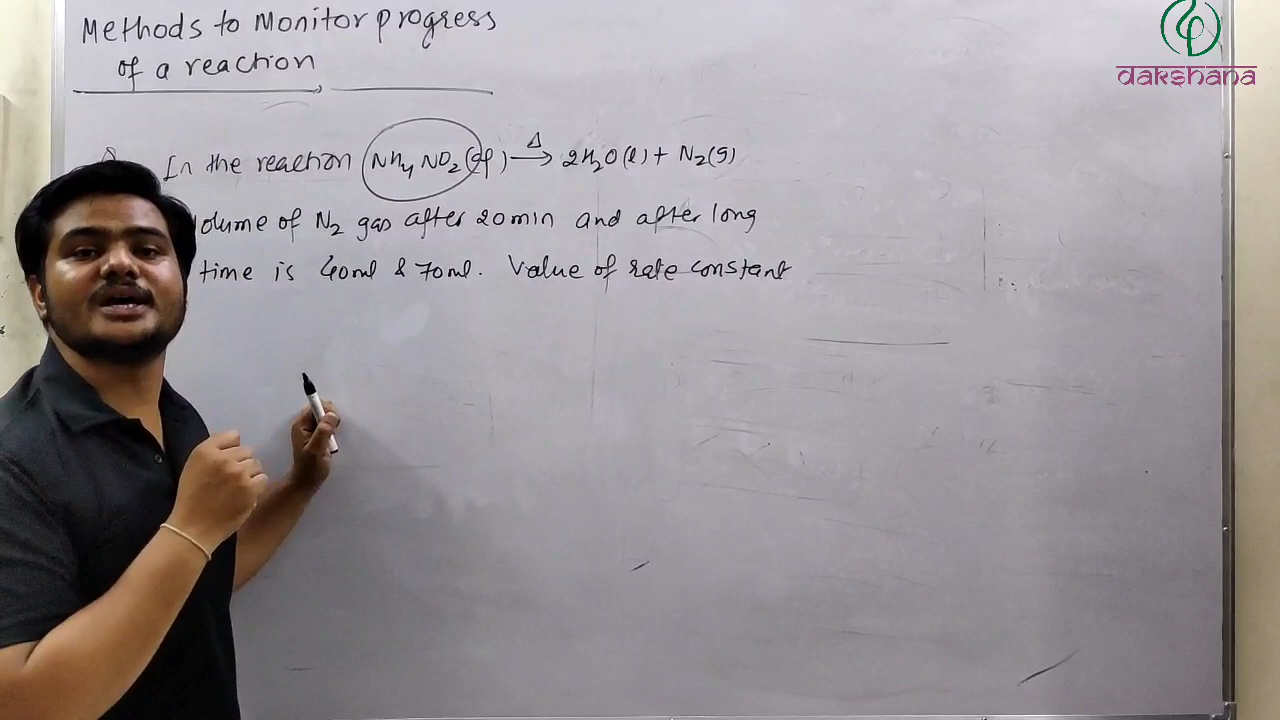 Methods to Monitor progress
of a reaction
dakshana
In the reaction NH4NO2(aq) —Δ→ 2H2O(l) + N2(g)
volume of N2 gas after 20min and after long
time is 40ml & 70ml. Value of rate constant